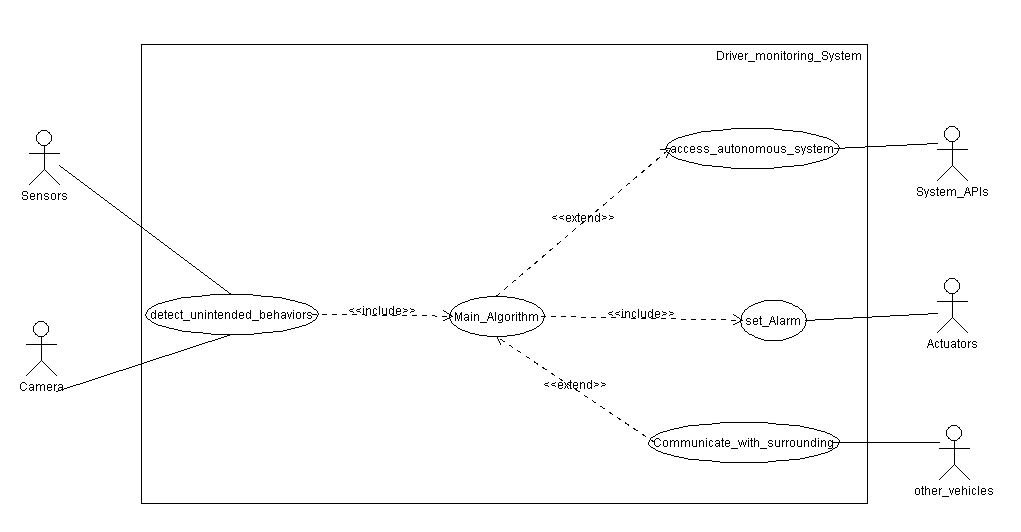 Driver_monitoring_System
access_autonomous_system
System_APIs
Sensors
<<extend>>
detect_unintended_behaviors
<<include>>
Main_Algorithm
<<include>>
set_Alarm
Actuators
Camera
<<extend>>
Communicate_with_surrounding
other_vehicles